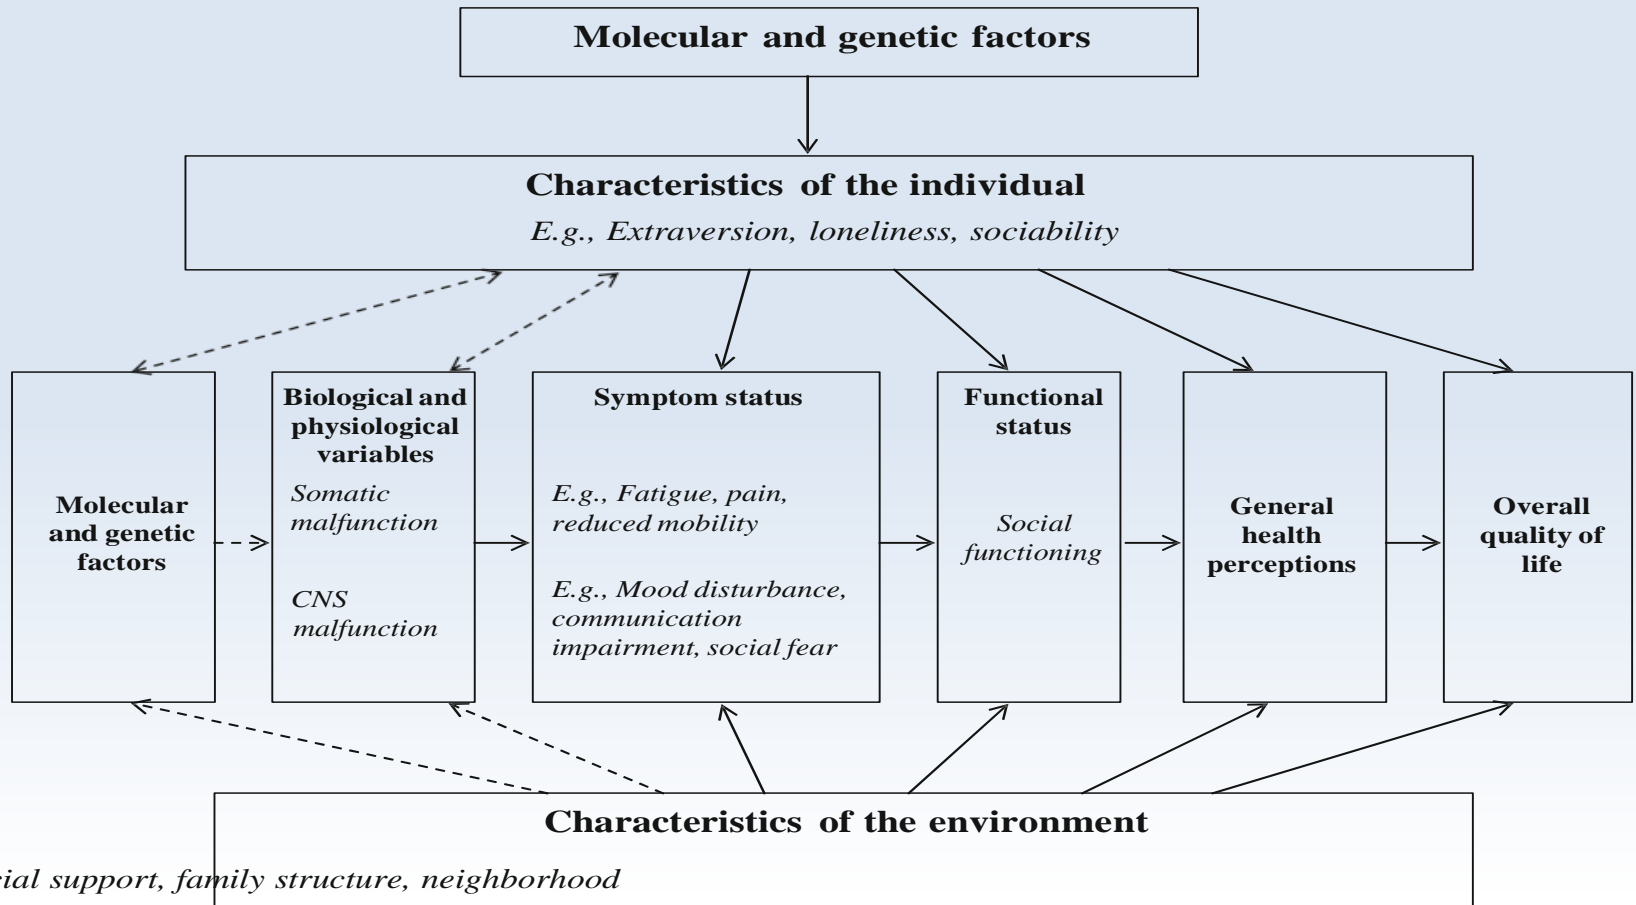 Molecular and genetic factors
Characteristics of the individual
E.g., Extraversion, loneliness, sociability
Molecular
and genetic
factors
Biological and
physiological
variables
Somatic
malfunction
CNS
malfunction
Symptom status
E.g., Fatigue, pain,
reduced mobility
E.g., Mood disturbance,
communication
impairment, social fear
Functional
status
Social
functioning
General
health
perceptions
Overall
quality of
life
Characteristics of the environment
support, family structure, neighborhood